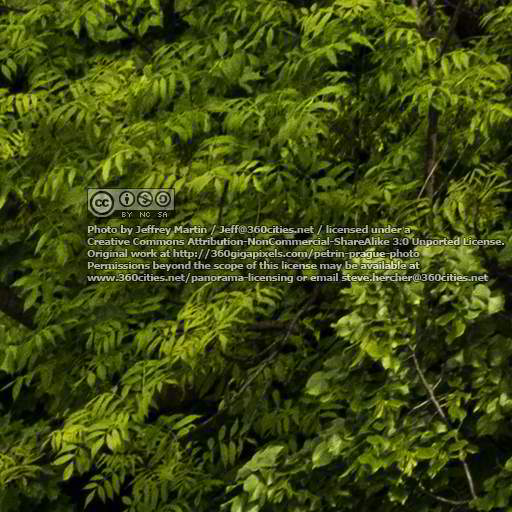 cc BY NC SA
Photo by Jeffrey Martin / Jeff@360cities.net / licensed under a
Creative Commons Attribution-NonCommercial-ShareAlike 3.0 Unported License.
Original work at http://360gigapixels.com/petrin-prague-photo
Permissions beyond the scope of this license may be available at
www.360cities.net/panorama-licensing or email steve.hercher@360cities.net